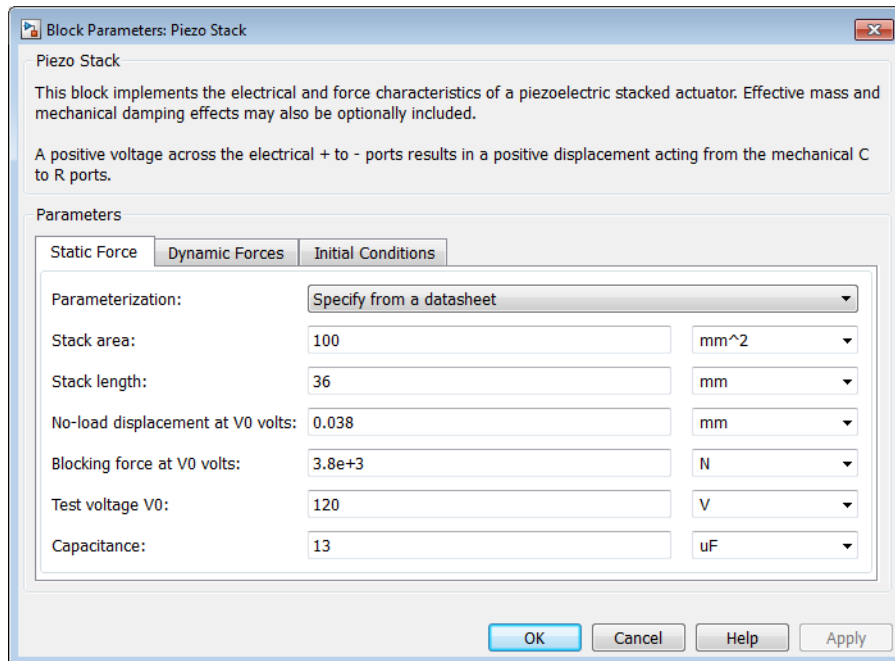 Block Parameters: Piezo Stack
Piezo Stack
This block implements the electrical and force characteristics of a piezoelectric stacked actuator. Effective mass and
mechanical damping effects may also be optionally included.
A positive voltage across the electrical + to - ports results in a positive displacement acting from the mechanical C
to R ports.
Parameters
Static Force Dynamic Forces Initial Conditions
Parameterization: Specify from a datasheet
Stack area: 100 mm^2
Stack length: 36 mm
No-load displacement at V0 volts: 0.038 mm
Blocking force at V0 volts: 3.8e+3 N
Test voltage V0: 120 V
Capacitance: 13 uF
OK Cancel Help Apply